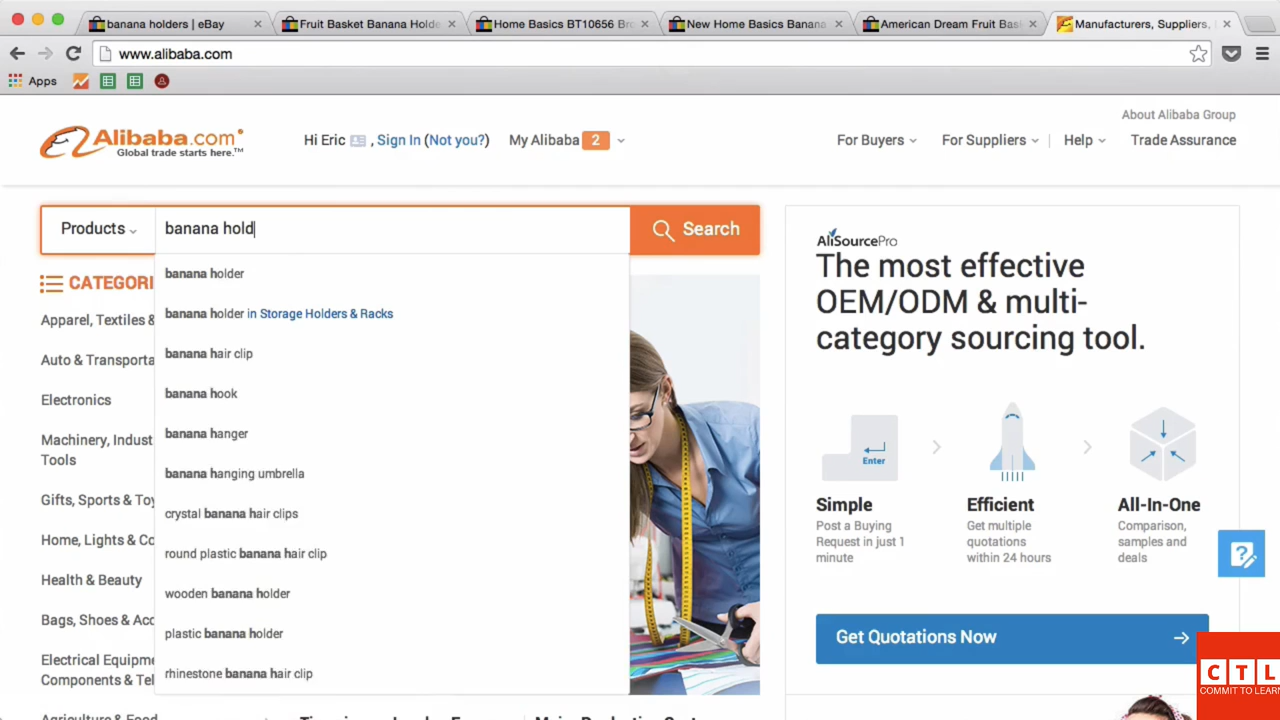 banana holders | eBay
Fruit Basket Banana Holde
Home Basics BT10656 Bro
New Home Basics Banana
American Dream Fruit Bas
Manufacturers, Suppliers,
www.alibaba.com
Apps
Alibaba.com
Global trade starts here.™
Hi Eric , Sign In (Not you?) My Alibaba 2
About Alibaba Group
For Buyers For Suppliers Help Trade Assurance
Products banana hold Search
CATEGORI
Apparel, Textiles &
Auto & Transporta
Electronics
Machinery, Indust
Tools
Gifts, Sports & Toy
Home, Lights & Co
Health & Beauty
Bags, Shoes & Acc
Electrical Equipme
Components & Tel
Agriculture & Food
banana holder
banana holder in Storage Holders & Racks
banana hair clip
banana hook
banana hanger
banana hanging umbrella
crystal banana hair clips
round plastic banana hair clip
wooden banana holder
plastic banana holder
rhinestone banana hair clip
AliSourcePro
The most effective
OEM/ODM & multi-
category sourcing tool.
Enter
Simple
Post a Buying
Request in just 1
minute
Efficient
Get multiple
quotations
within 24 hours
All-In-One
Comparison,
samples and
deals
Get Quotations Now
CTL
COMMIT TO LEARN